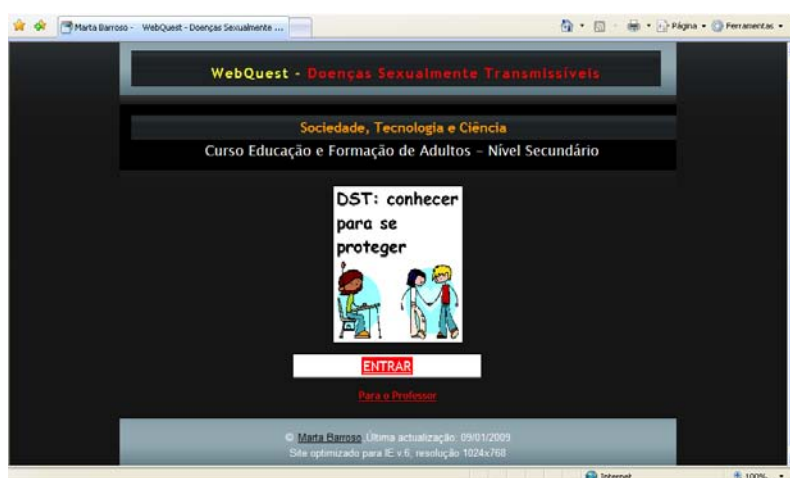 Marta Barroso - WebQuest - Doenças Sexualmente ...
Página
Ferramentas
WebQuest - Doenças Sexualmente Transmissíveis
Sociedade, Tecnologia e Ciência
Curso Educação e Formação de Adultos – Nível Secundário
DST: conhecer
para se
proteger
ENTRAR
Para o Professor
© Marta Barroso ,Última actualização: 09/01/2009
Site optimizado para IE v.6, resolução 1024x768
Internet
100%